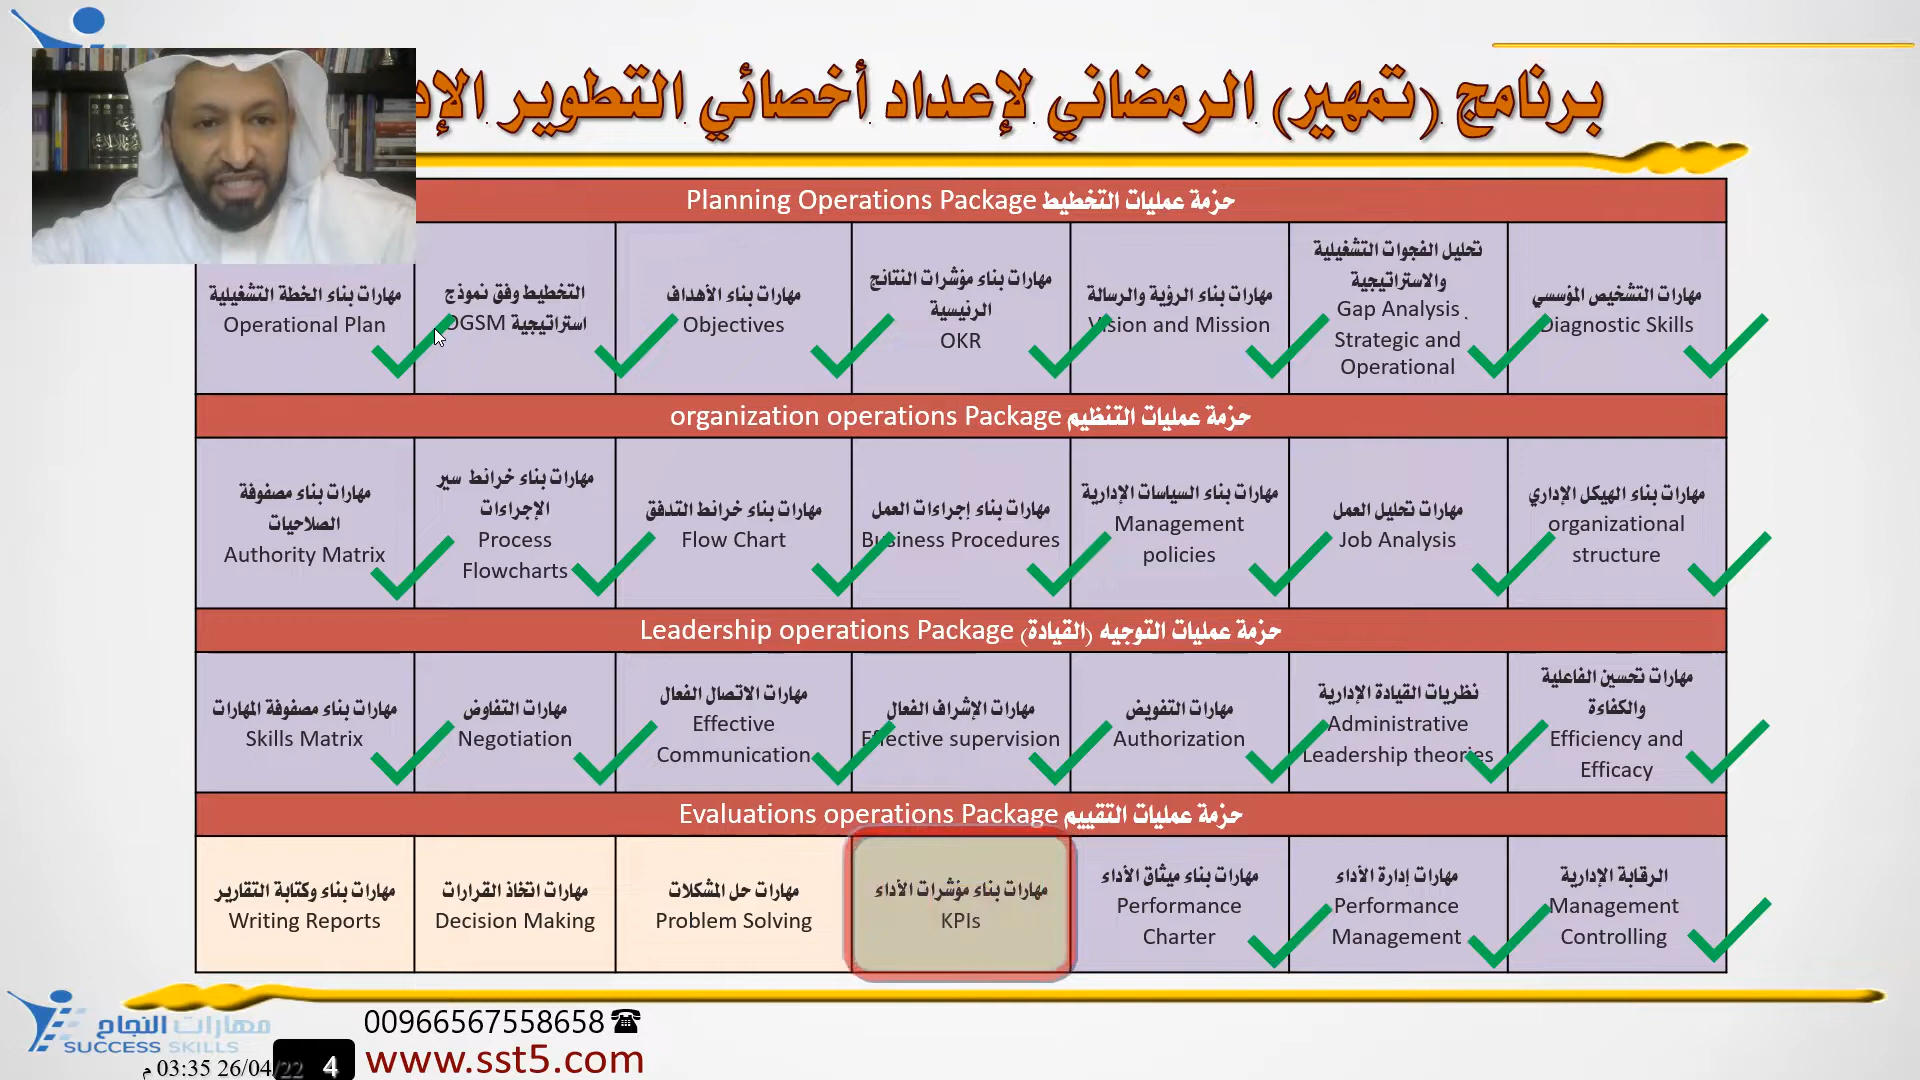 برنامج (تمهير) الرمضاني لإعداد أخصائي التطوير
حزمة عمليات التخطيط Planning Operations Package
مهارات التشخيص المؤسسي
Diagnostic Skills
تحليل الفجوات التشغيلية
والاستراتيجية
Gap Analysis
Strategic and
Operational
مهارات بناء الرؤية والرسالة
Vision and Mission
مهارات بناء مؤشرات النتائج
الرئيسية
OKR
مهارات بناء الأهداف
Objectives
التخطيط وفق نموذج
استراتيجية OGSM
مهارات بناء الخطة التشغيلية
Operational Plan
حزمة عمليات التنظيم organization operations Package
مهارات بناء الهيكل الإداري
organizational
structure
مهارات تحليل العمل
Job Analysis
مهارات بناء السياسات الإدارية
Management
policies
مهارات بناء إجراءات العمل
Business Procedures
مهارات بناء خرائط التدفق
Flow Chart
مهارات بناء خرائط سير
الإجراءات
Process
Flowcharts
مهارات بناء مصفوفة
الصلاحيات
Authority Matrix
حزمة عمليات التوجيه (القيادة) Leadership operations Package
مهارات تحسين الفاعلية
والكفاءة
Efficiency and
Efficacy
نظريات القيادة الإدارية
Administrative
Leadership theories
مهارات التفويض
Authorization
مهارات الإشراف الفعال
Effective supervision
مهارات الاتصال الفعال
Effective
Communication
مهارات التفاوض
Negotiation
مهارات بناء مصفوفة المهارات
Skills Matrix
حزمة عمليات التقييم Evaluations operations Package
الرقابة الإدارية
Management
Controlling
مهارات إدارة الأداء
Performance
Management
مهارات بناء ميثاق الأداء
Performance
Charter
مهارات بناء مؤشرات الأداء
KPIs
مهارات حل المشكلات
Problem Solving
مهارات اتخاذ القرارات
Decision Making
مهارات بناء وكتابة التقارير
Writing Reports
مهارات النجاح
SUCCESS SKILLS
00966567558658
www.sst5.com
03:35 26/04/22 م
4